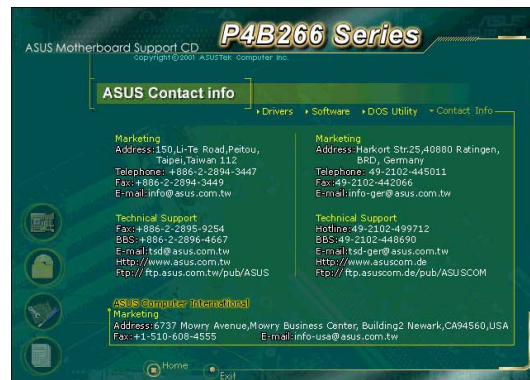 ASUS Motherboard Support CD
P4B266 Series
Copyright©2001 ASUSTek Computer Inc.
ASUS Contact info
Drivers Software DOS Utility Contact Info
Marketing
Address:150,Li-Te Road,Peitou,
Taipei,Taiwan 112
Telephone: +886-2-2894-3447
Fax:+886-2-2894-3449
E-mail:info@asus.com.tw
Technical Support
Fax:+886-2-2895-9254
BBS:+886-2-2896-4667
E-mail:tsd@asus.com.tw
Http://www.asus.com.tw
Ftp://ftp.asus.com.tw/pub/ASUS
Marketing
Address:Harkort Str.25,40880 Ratingen,
BRD, Germany
Telephone: 49-2102-445011
Fax:49-2102-442066
E-mail:info-ger@asus.com.tw
Technical Support
Hotline:49-2102-499712
BBS:49-2102-448690
E-mail:tsd-ger@asus.com.tw
Http://www.asuscom.de
Ftp://ftp.asuscom.de/pub/ASUSCOM
ASUS Computer International
Marketing
Address:6737 Mowry Avenue,Mowry Business Center, Building2 Newark,CA94560,USA
Fax:+1-510-608-4555 E-mail:info-usa@asus.com.tw
Home
Exit